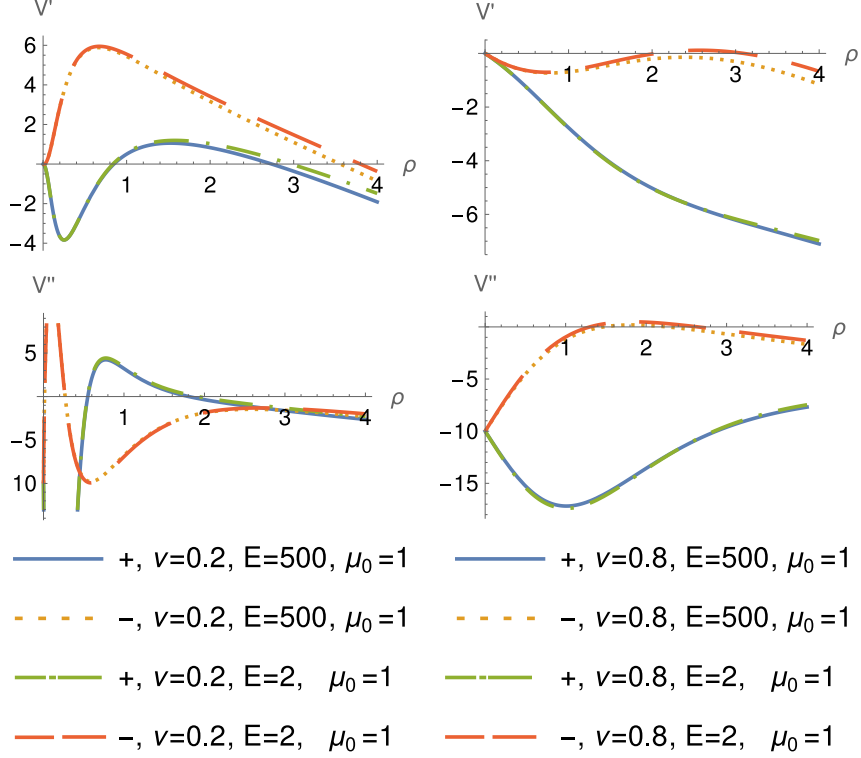 V' V'
6
4
2
-2
-4
1 2 3 4 ρ
-2
-4
-6
1 2 3 4 ρ
V'' V''
5
-5
10
1 2 3 4 ρ
-5
-10
-15
1 2 3 4 ρ
+, v=0.2, E=500, μ0=1 +, v=0.8, E=500, μ0=1
−, v=0.2, E=500, μ0=1 −, v=0.8, E=500, μ0=1
+, v=0.2, E=2, μ0=1 +, v=0.8, E=2, μ0=1
−, v=0.2, E=2, μ0=1 −, v=0.8, E=2, μ0=1